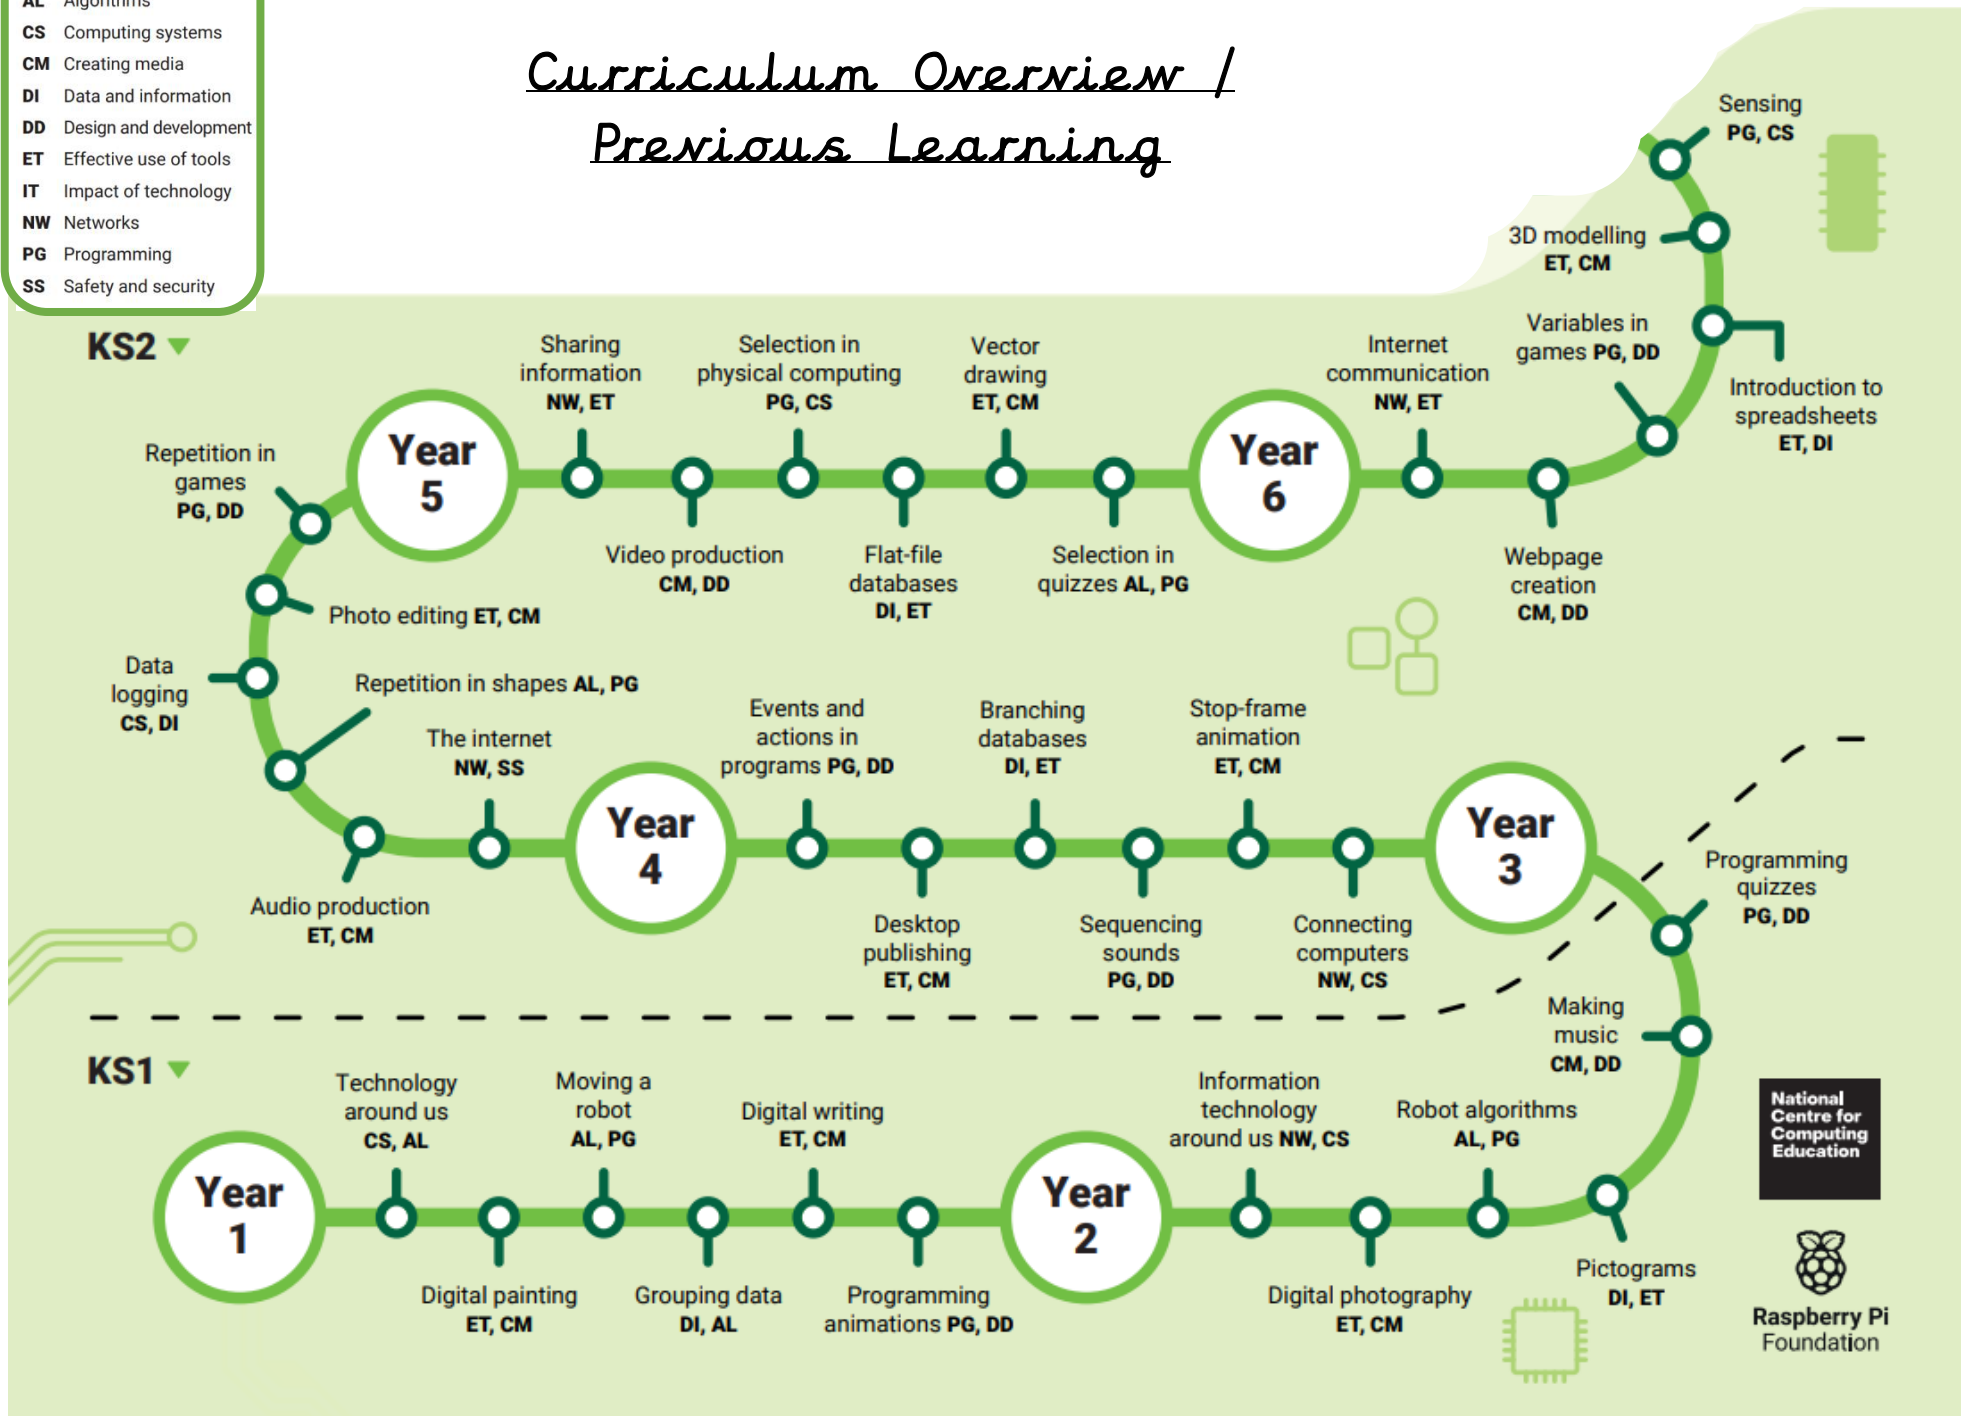 AL Algorithms
CS Computing systems
CM Creating media
DI Data and information
DD Design and development
ET Effective use of tools
IT Impact of technology
NW Networks
PG Programming
SS Safety and security
Curriculum Overview /
Previous Learning
Sensing
PG, CS
3D modelling
ET, CM
Variables in
games PG, DD
Introduction to
spreadsheets
ET, DI
KS2
Repetition in
games
PG, DD
Year
5
Sharing
information
NW, ET
Video production
CM, DD
Selection in
physical computing
PG, CS
Flat-file
databases
DI, ET
Vector
drawing
ET, CM
Selection in
quizzes AL, PG
Year
6
Internet
communication
NW, ET
Webpage
creation
CM, DD
Photo editing ET, CM
Data
logging
CS, DI
Repetition in shapes AL, PG
Audio production
ET, CM
The internet
NW, SS
Year
4
Events and
actions in
programs PG, DD
Desktop
publishing
ET, CM
Branching
databases
DI, ET
Sequencing
sounds
PG, DD
Stop-frame
animation
ET, CM
Connecting
computers
NW, CS
Year
3
Programming
quizzes
PG, DD
Making
music
CM, DD
KS1
Year
1
Technology
around us
CS, AL
Digital painting
ET, CM
Moving a
robot
AL, PG
Grouping data
DI, AL
Digital writing
ET, CM
Programming
animations PG, DD
Year
2
Information
technology
around us NW, CS
Digital photography
ET, CM
Robot algorithms
AL, PG
Pictograms
DI, ET
National
Centre for
Computing
Education
Raspberry Pi
Foundation